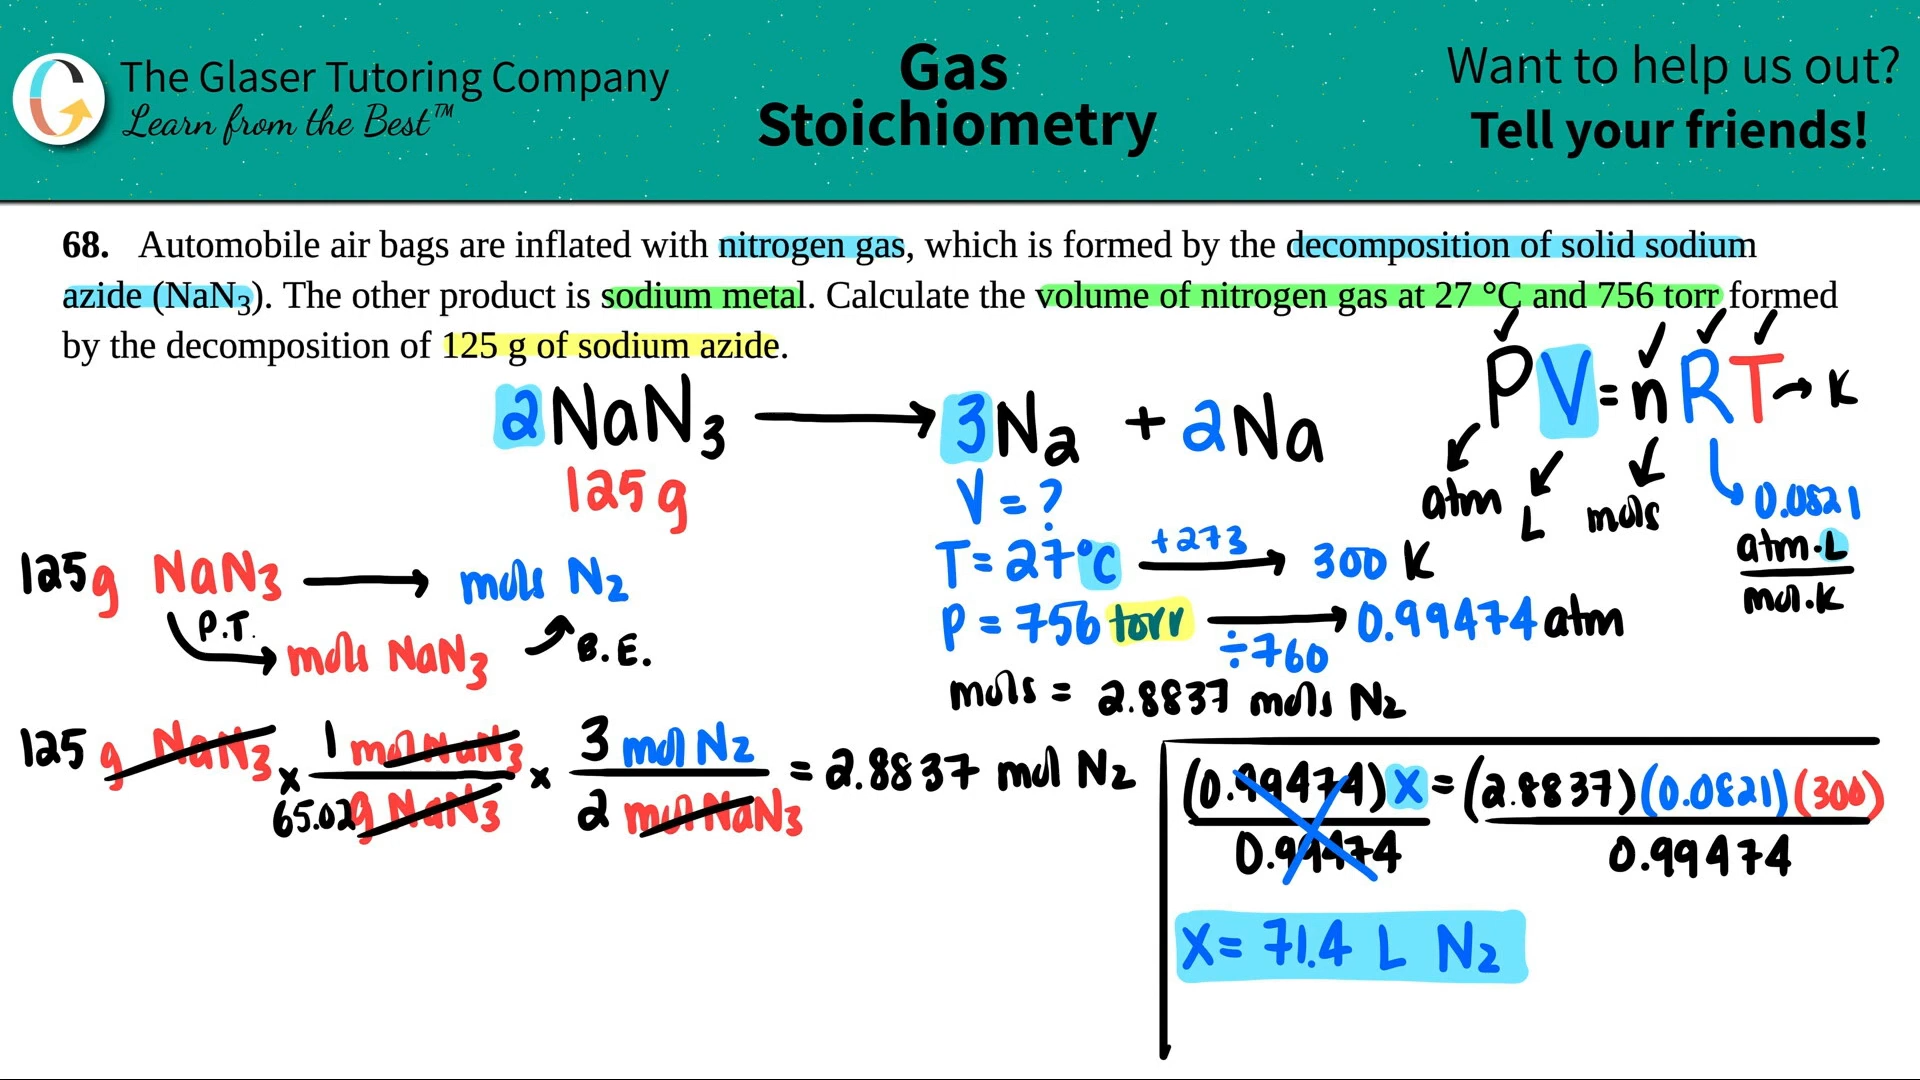 The Glaser Tutoring Company
Learn from the Best™
Gas
Stoichiometry
Want to help us out?
Tell your friends!
68. Automobile air bags are inflated with nitrogen gas, which is formed by the decomposition of solid sodium
azide (NaN₃). The other product is sodium metal. Calculate the volume of nitrogen gas at 27 °C and 756 torr formed
by the decomposition of 125 g of sodium azide.
PV = nRT → K
atm L mols 0.0821
atm·L
mol·K
2NaN₃ → 3N₂ + 2Na
125 g
V = ?
T = 27°C +273 → 300 K
P = 756 torr ÷760 → 0.99474 atm
mols = 2.8837 mols N₂
125g NaN₃ → mols N₂
P.T.
mols NaN₃ B.E.
125 g NaN₃ x 1 mol NaN₃ x 3 mol N₂ = 2.8837 mol N₂
65.02g NaN₃ 2 mol NaN₃
(0.99474) x = (2.8837)(0.0821)(300)
0.99474 0.99474
X = 71.4 L N₂